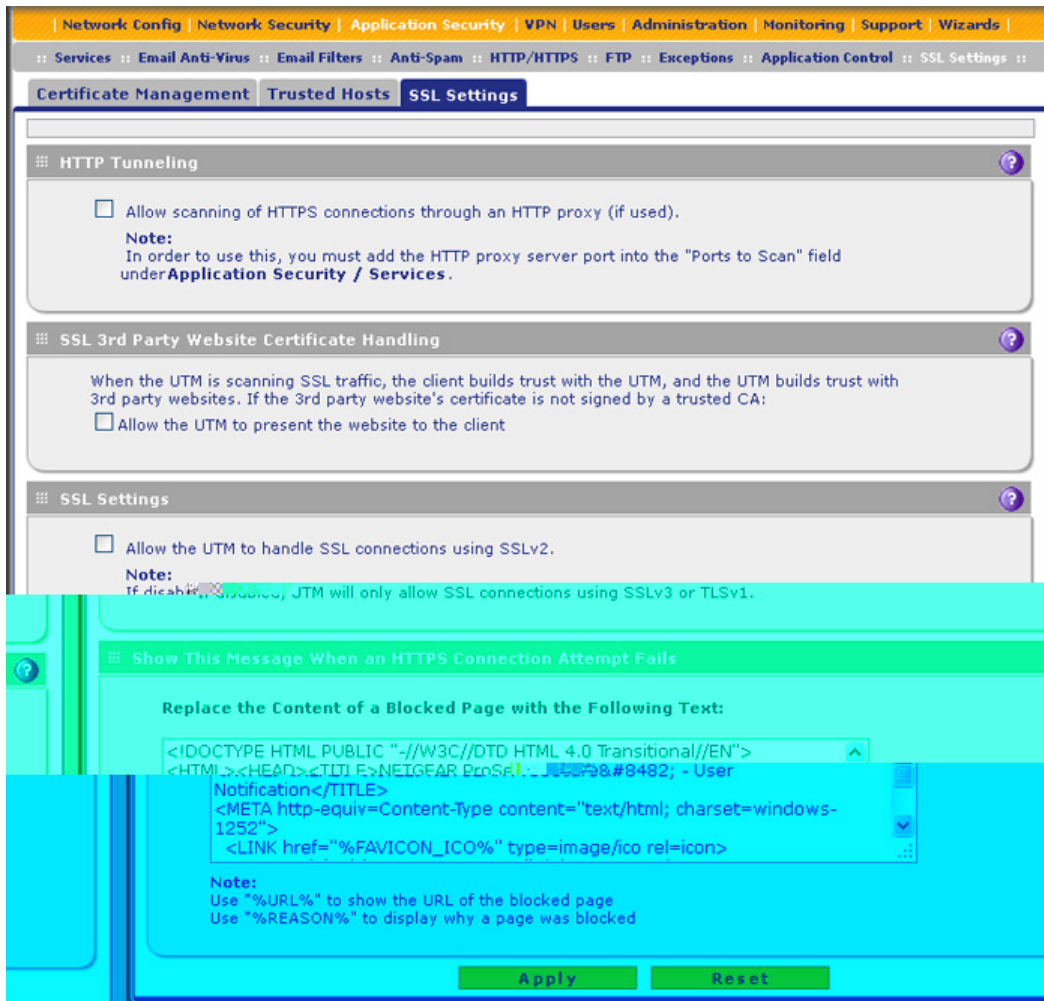 | Network Config | Network Security | Application Security | VPN | Users | Administration | Monitoring | Support | Wizards |
:: Services :: Email Anti-Virus :: Email Filters :: Anti-Spam :: HTTP/HTTPS :: FTP :: Exceptions :: Application Control :: SSL Settings ::
Certificate Management Trusted Hosts SSL Settings
HTTP Tunneling
Allow scanning of HTTPS connections through an HTTP proxy (if used).
Note:
In order to use this, you must add the HTTP proxy server port into the "Ports to Scan" field
under Application Security / Services.
SSL 3rd Party Website Certificate Handling
When the UTM is scanning SSL traffic, the client builds trust with the UTM, and the UTM builds trust with
3rd party websites. If the 3rd party website's certificate is not signed by a trusted CA:
Allow the UTM to present the website to the client
SSL Settings
Allow the UTM to handle SSL connections using SSLv2.
Note:
If UTM will only allow SSL connections using SSLv3 or TLSv1.
Show This Message When an HTTPS Connection Attempt Fails
Replace the Content of a Blocked Page with the Following Text:
<!DOCTYPE HTML PUBLIC "-//W3C//DTD HTML 4.0 Transitional//EN">
<HTML><HEAD><TITLE>NETGEAR &#8482; - User
Notification</TITLE>
<META http-equiv=Content-Type content="text/html; charset=windows-
1252">
<LINK href="%FAVICON_ICO%" type=image/ico rel=icon>
Note:
Use "%URL%" to show the URL of the blocked page
Use "%REASON%" to display why a page was blocked
Apply Reset